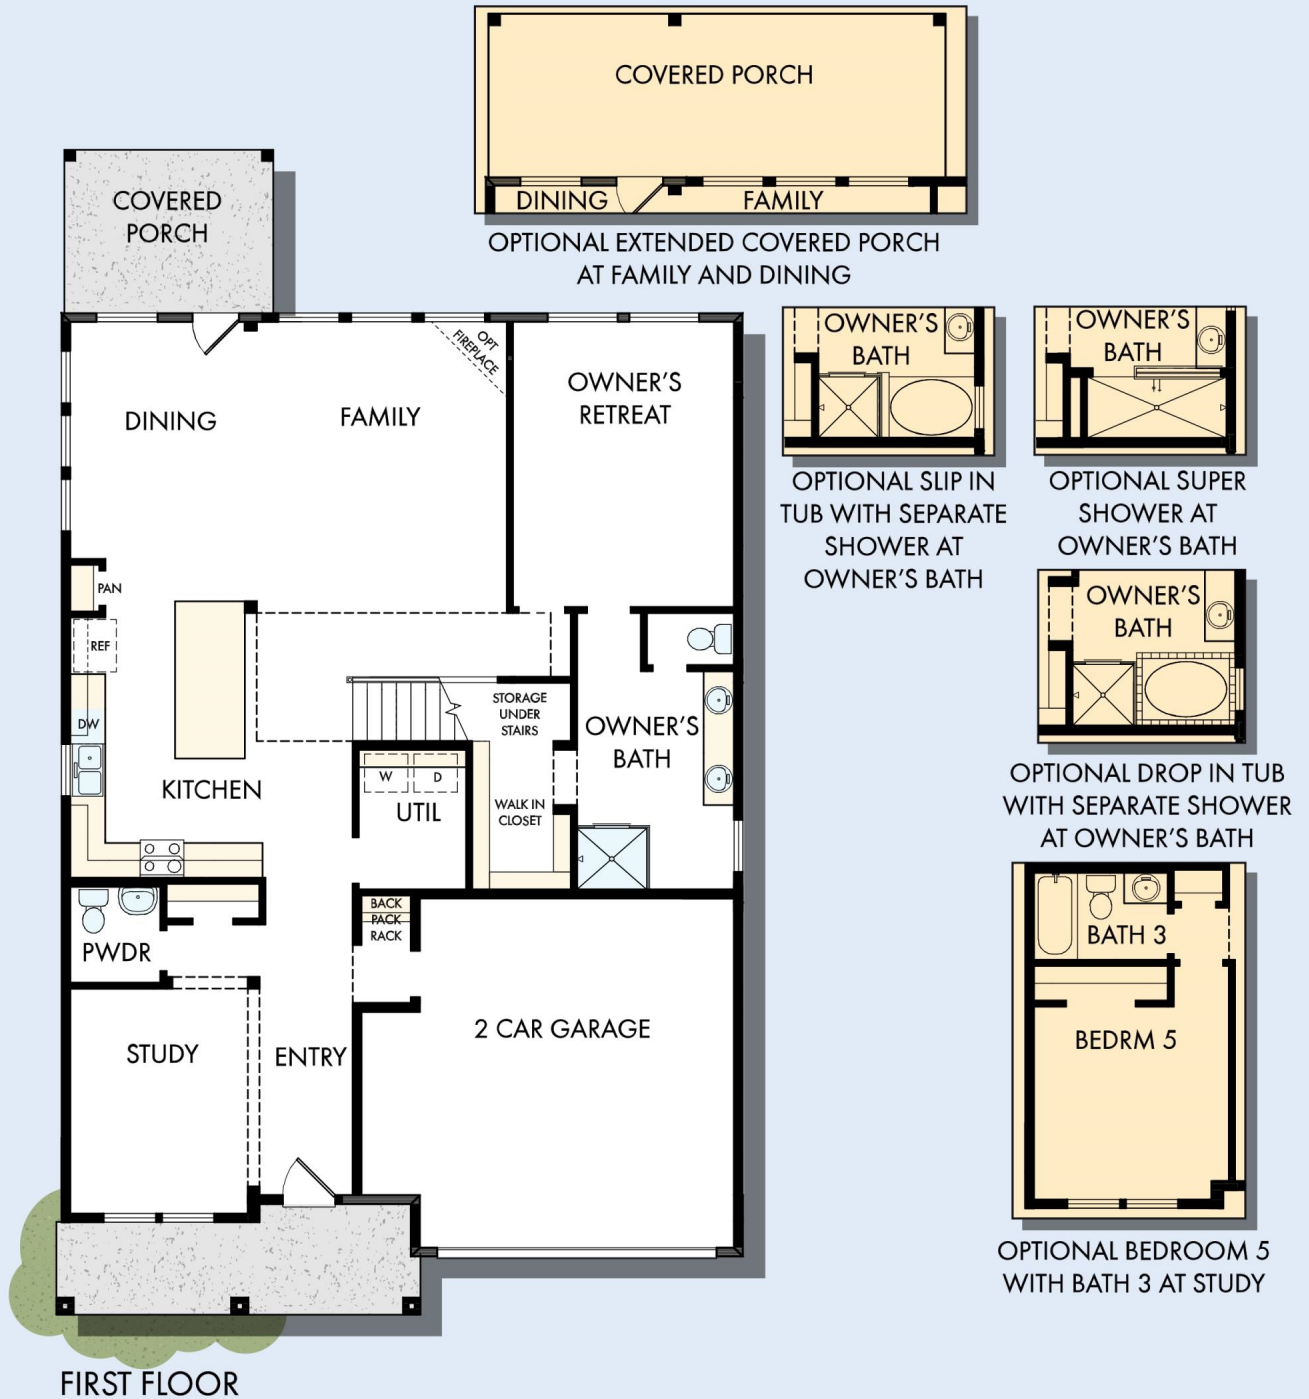 COVERED PORCH
DINING
FAMILY
OPTIONAL EXTENDED COVERED PORCH
AT FAMILY AND DINING
COVERED
PORCH
OPT
FIREPLACE
DINING
FAMILY
OWNER'S
RETREAT
PAN
REF
DW
KITCHEN
STORAGE
UNDER
STAIRS
OWNER'S
BATH
W
D
UTIL
WALK IN
CLOSET
PWDR
BACK
PACK
RACK
STUDY
ENTRY
2 CAR GARAGE
FIRST FLOOR
OWNER'S
BATH
OPTIONAL SLIP IN
TUB WITH SEPARATE
SHOWER AT
OWNER'S BATH
OWNER'S
BATH
OPTIONAL SUPER
SHOWER AT
OWNER'S BATH
OWNER'S
BATH
OPTIONAL DROP IN TUB
WITH SEPARATE SHOWER
AT OWNER'S BATH
BATH 3
BEDRM 5
OPTIONAL BEDROOM 5
WITH BATH 3 AT STUDY